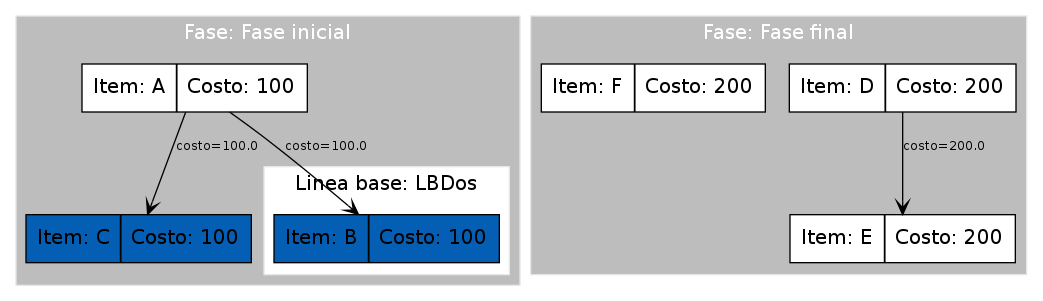 Fase: Fase inicial
Item: A Costo: 100
costo=100.0
costo=100.0
Linea base: LBDos
Item: C Costo: 100
Item: B Costo: 100
Fase: Fase final
Item: F Costo: 200
Item: D Costo: 200
costo=200.0
Item: E Costo: 200